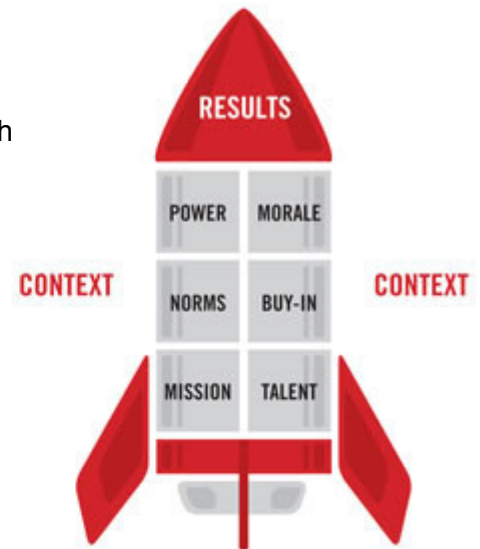 RESULTS
h
POWER MORALE
CONTEXT CONTEXT
NORMS BUY-IN
MISSION TALENT